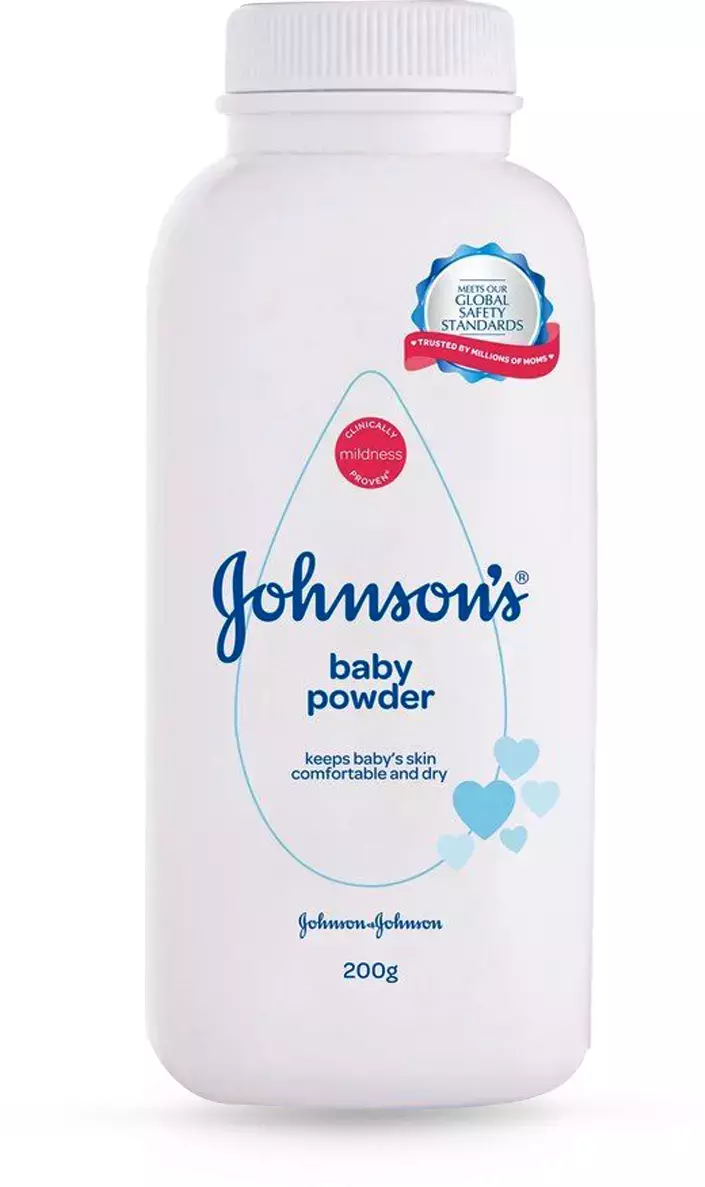 MEETS OUR
GLOBAL
SAFETY
STANDARDS
♥ TRUSTED BY MILLIONS OF MOMS ♥
CLINICALLY
mildness
PROVEN®
Johnson's®
baby
powder
keeps baby's skin
comfortable and dry
Johnson & Johnson
200g